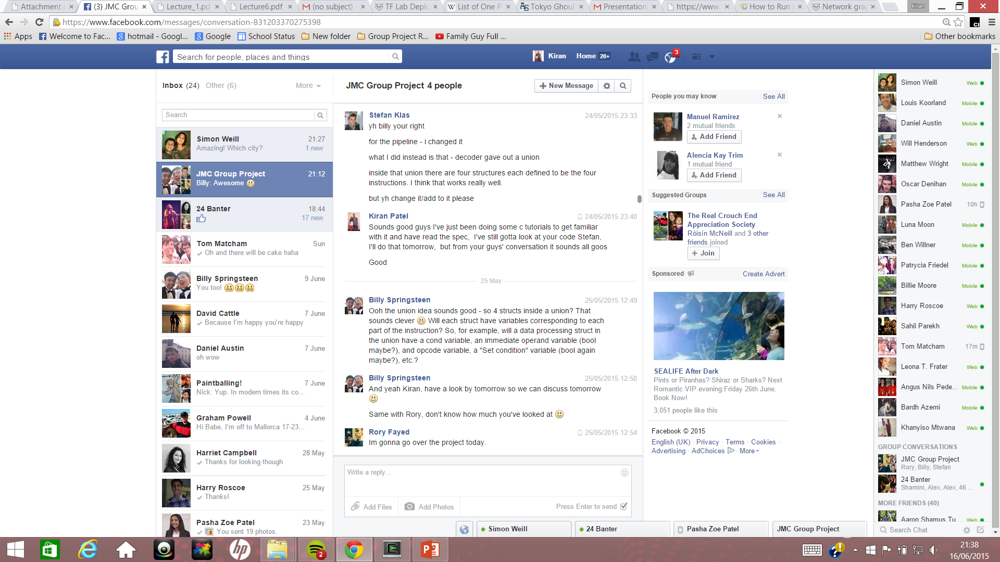 Attachment
(3) JMC Grou
Lecture_1.pd
Lecture6.pdf
(no subject) -
TF Lab Deplo
List of One P
Tokyo Ghoul
Presentation
https://www.
How to Run
Network gra
kiran
https://www.facebook.com/messages/conversation-831203370275398
Apps
Welcome to Fac...
hotmail - Googl...
Google
School Status
New folder
Group Project R...
Family Guy Full ...
Other bookmarks
Search for people, places and things
Kiran
Home 20+
3
Inbox (24) Other (6) More
Search
Simon Weill 21:27
Amazing! Which city? 1 new
JMC Group Project 21:12
Billy: Awesome
24 Banter 18:44
17 new
Tom Matcham Sun
Oh and there will be cake haha
Billy Springsteen 9 June
You too!
David Cattle 7 June
Because I'm happy you're happy
Daniel Austin 7 June
oh wow
Paintballing! 7 June
Nick: Yup. In modern times its co...
Graham Powell 4 June
Hi Babe, I'm off to Mallorca 17-23...
Harriet Campbell 28 May
Thanks for looking though
Harry Roscoe 25 May
Thanks!
Pasha Zoe Patel 23 May
You sent 19 photos.
JMC Group Project 4 people
New Message
Stefan Klas 24/05/2015 23:33
yh billy your right
for the pipeline - i changed it
what I did instead is that - decoder gave out a union
inside that union there are four structures each defined to be the four
instructions. I think that works really well.
but yh change it/add to it please
Kiran Patel 24/05/2015 23:40
Sounds good guys I've just been doing some c tutorials to get familiar
with it and have read the spec, I've still gotta look at your code Stefan,
I'll do that tomorrow, but from your guys' conversation it sounds all goos
Good
25 May
Billy Springsteen 25/05/2015 12:49
Ooh the union idea sounds good - so 4 structs inside a union? That
sounds clever Will each struct have variables corresponding to each
part of the instruction? So, for example, will a data processing struct in
the union have a cond variable, an immediate operand variable (bool
maybe?), and opcode variable, a "Set condition" variable (bool again
maybe?), etc.?
Billy Springsteen 25/05/2015 12:50
And yeah Kiran, have a look by tomorrow so we can discuss tomorrow
Same with Rory, don't know how much you've looked at
Rory Fayed 25/05/2015 12:54
Im gonna go over the project today.
Write a reply...
Add Files
Add Photos
Press Enter to send
People you may know See All
Manuel Ramirez
2 mutual friends
Add Friend
Alencia Kay Trim
1 mutual friend
Add Friend
Suggested Groups See All
The Real Crouch End
Appreciation Society
Róisín McNeill and 3 other
friends joined
Join
Sponsored Create Advert
SEALIFE After Dark
Pints or Piranhas? Shiraz or Sharks? Next
Romantic VIP evening:Friday 26th June.
Book Now!
3,051 people like this
Facebook © 2015
English (UK) · Privacy · Terms · Cookies ·
Advertising · AdChoices · More
Simon Weill Web
Louis Koorland Mobile
Daniel Austin Mobile
Will Henderson Web
Matthew Wright Mobile
Oscar Denihan Mobile
Pasha Zoe Patel 10h
Luna Moon Mobile
Ben Willner Mobile
Patrycia Friedel Mobile
Billie Moore Mobile
Harry Roscoe Web
Sahil Parekh Web
Tom Matcham 17m
Leona T. Frater Web
Angus Nils Pede... Mobile
Bardh Azemi Mobile
Khanyiso Mtwana Web
GROUP CONVERSATIONS
JMC Group Project
Rory, Billy, Stefan
24 Banter
Shamini, Alex, Alex, 46 ...
MORE FRIENDS (40)
Aaron Shamus Tu Web
Search Chat
Simon Weill
24 Banter
Pasha Zoe Patel
JMC Group Project
hp
2
21:38
16/06/2015